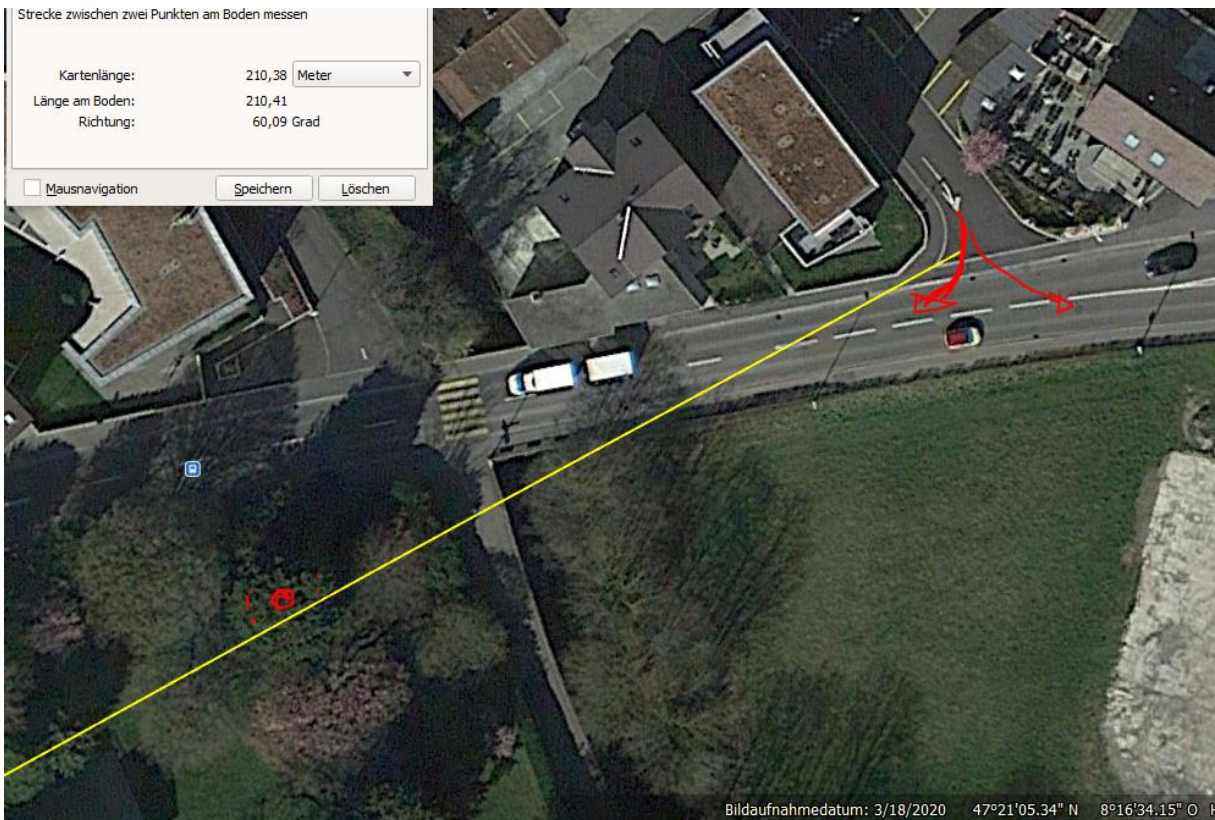 Strecke zwischen zwei Punkten am Boden messen
Kartenlänge: 210,38 Meter
Länge am Boden: 210,41
Richtung: 60,09 Grad
Mausnavigation Speichern Löschen
Bildaufnahmedatum: 3/18/2020 47°21'05.34" N 8°16'34.15" O H